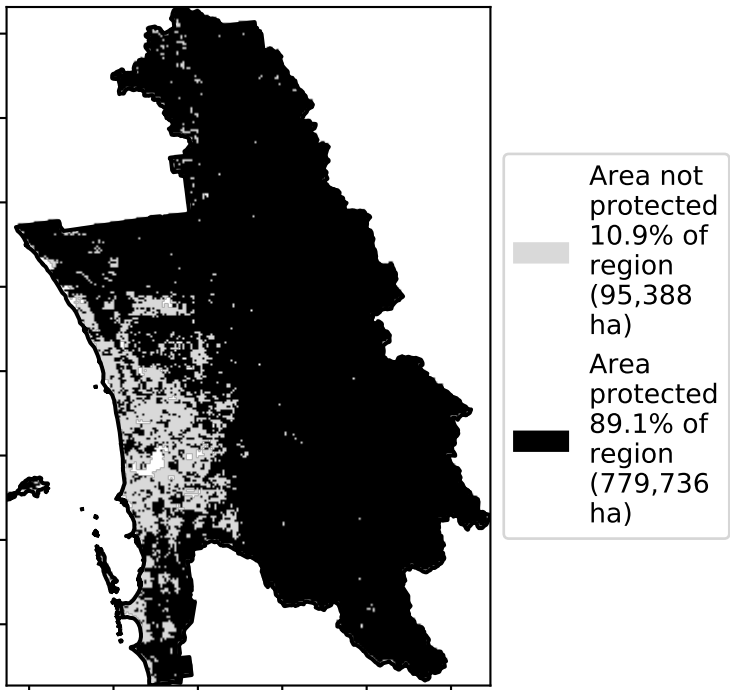 Area not
protected
10.9% of
region
(95,388
ha)
Area
protected
89.1% of
region
(779,736
ha)